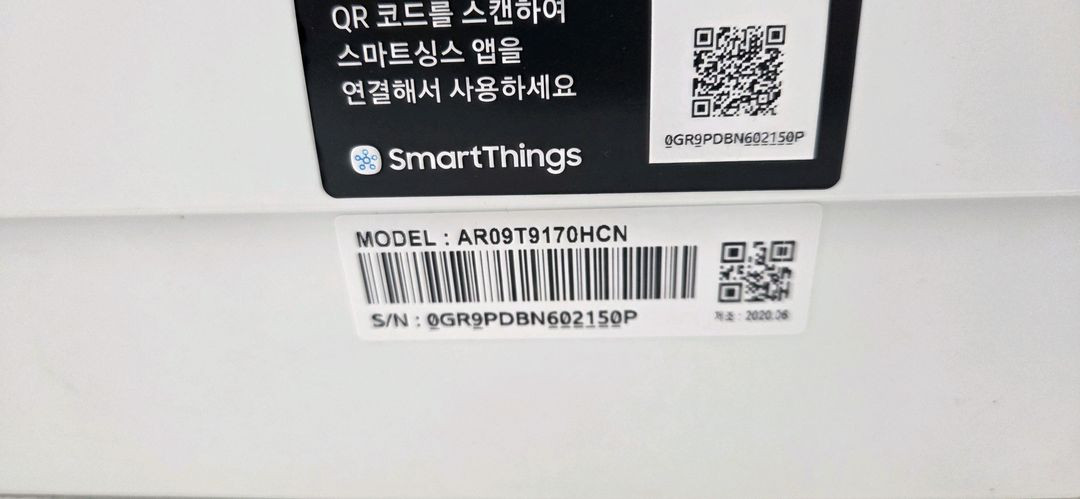 QR 코드를 스캔하여
스마트싱스 앱을
연결해서 사용하세요
SmartThings
0GR9PDBN602150P
MODEL : AR09T9170HCN
S/N : 0GR9PDBN602150P
제조 : 2020.06